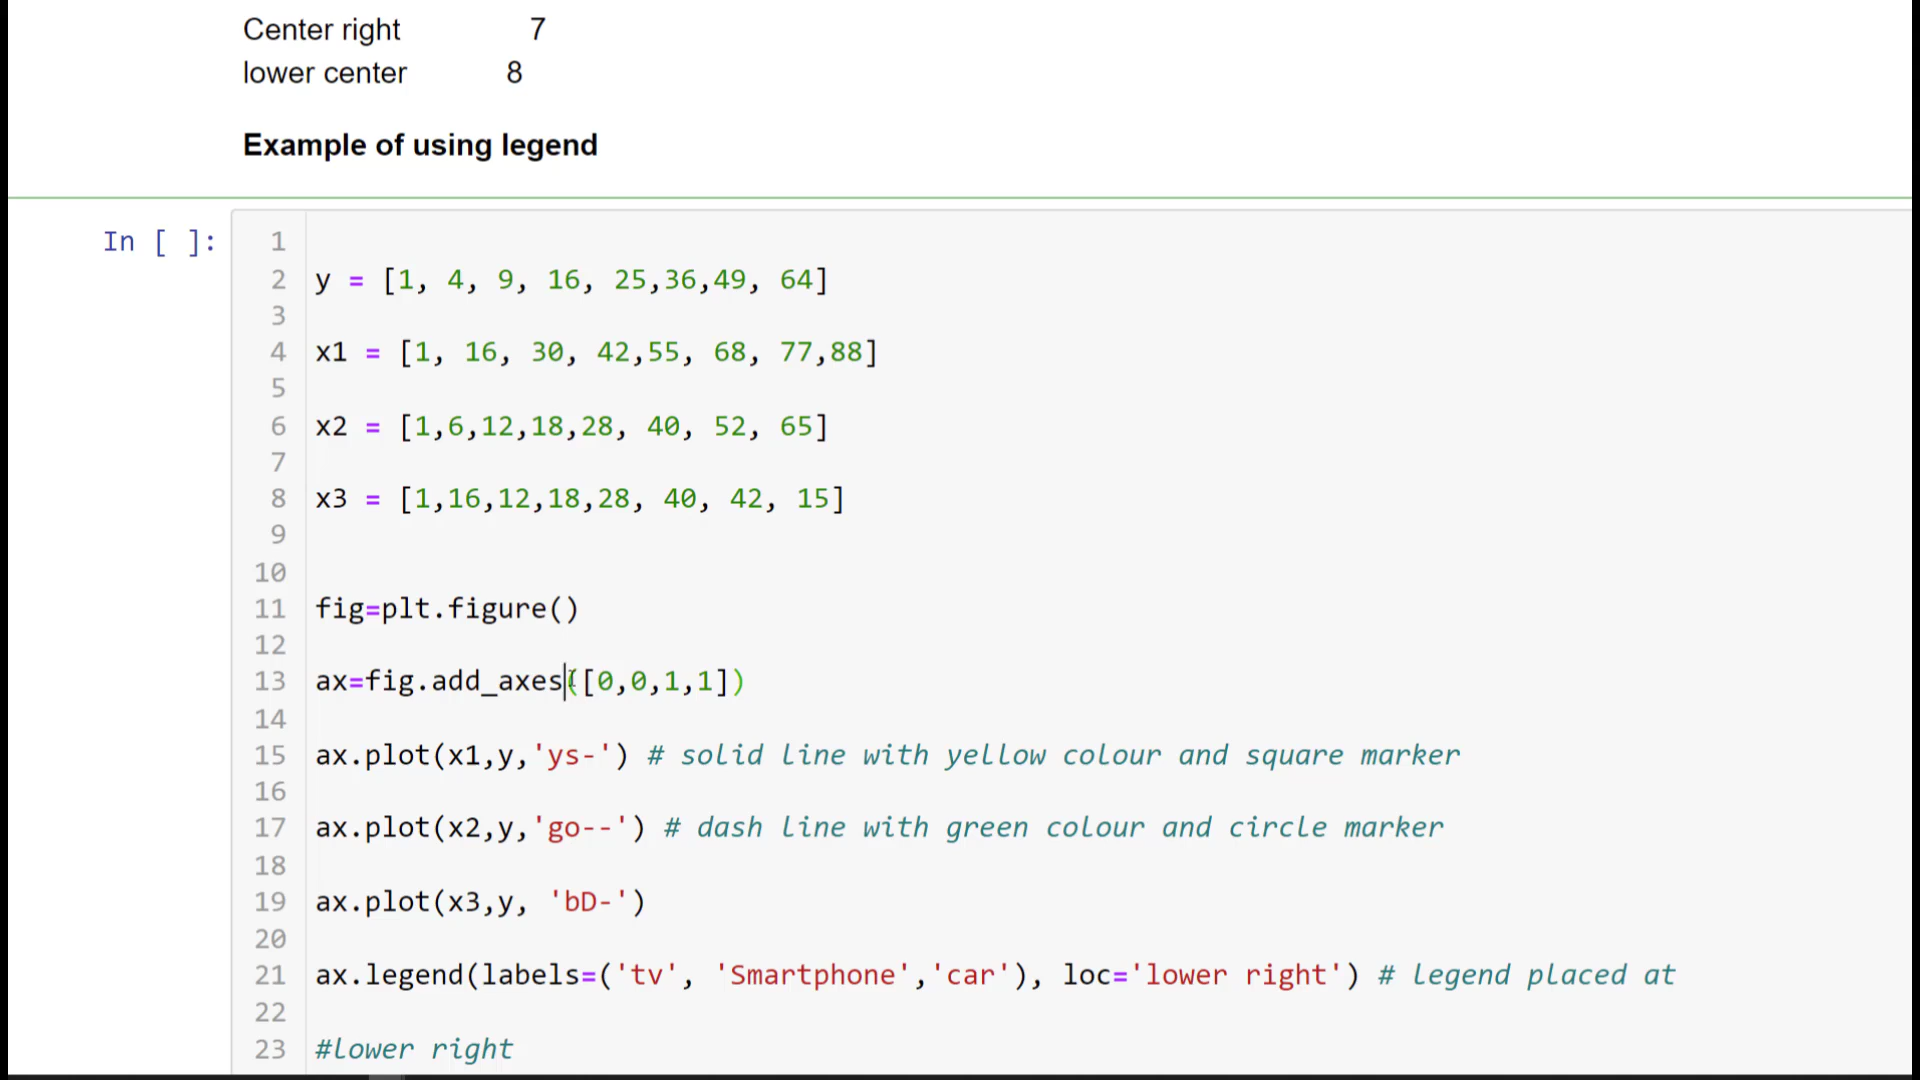 Center right 7
lower center 8
Example of using legend
In [ ]:
1
2 y = [1, 4, 9, 16, 25,36,49, 64]
3
4 x1 = [1, 16, 30, 42,55, 68, 77,88]
5
6 x2 = [1,6,12,18,28, 40, 52, 65]
7
8 x3 = [1,16,12,18,28, 40, 42, 15]
9
10
11 fig=plt.figure()
12
13 ax=fig.add_axes([0,0,1,1])
14
15 ax.plot(x1,y,'ys-') # solid line with yellow colour and square marker
16
17 ax.plot(x2,y,'go--') # dash line with green colour and circle marker
18
19 ax.plot(x3,y, 'bD-')
20
21 ax.legend(labels=('tv', 'Smartphone','car'), loc='lower right') # legend placed at
22
23 #lower right